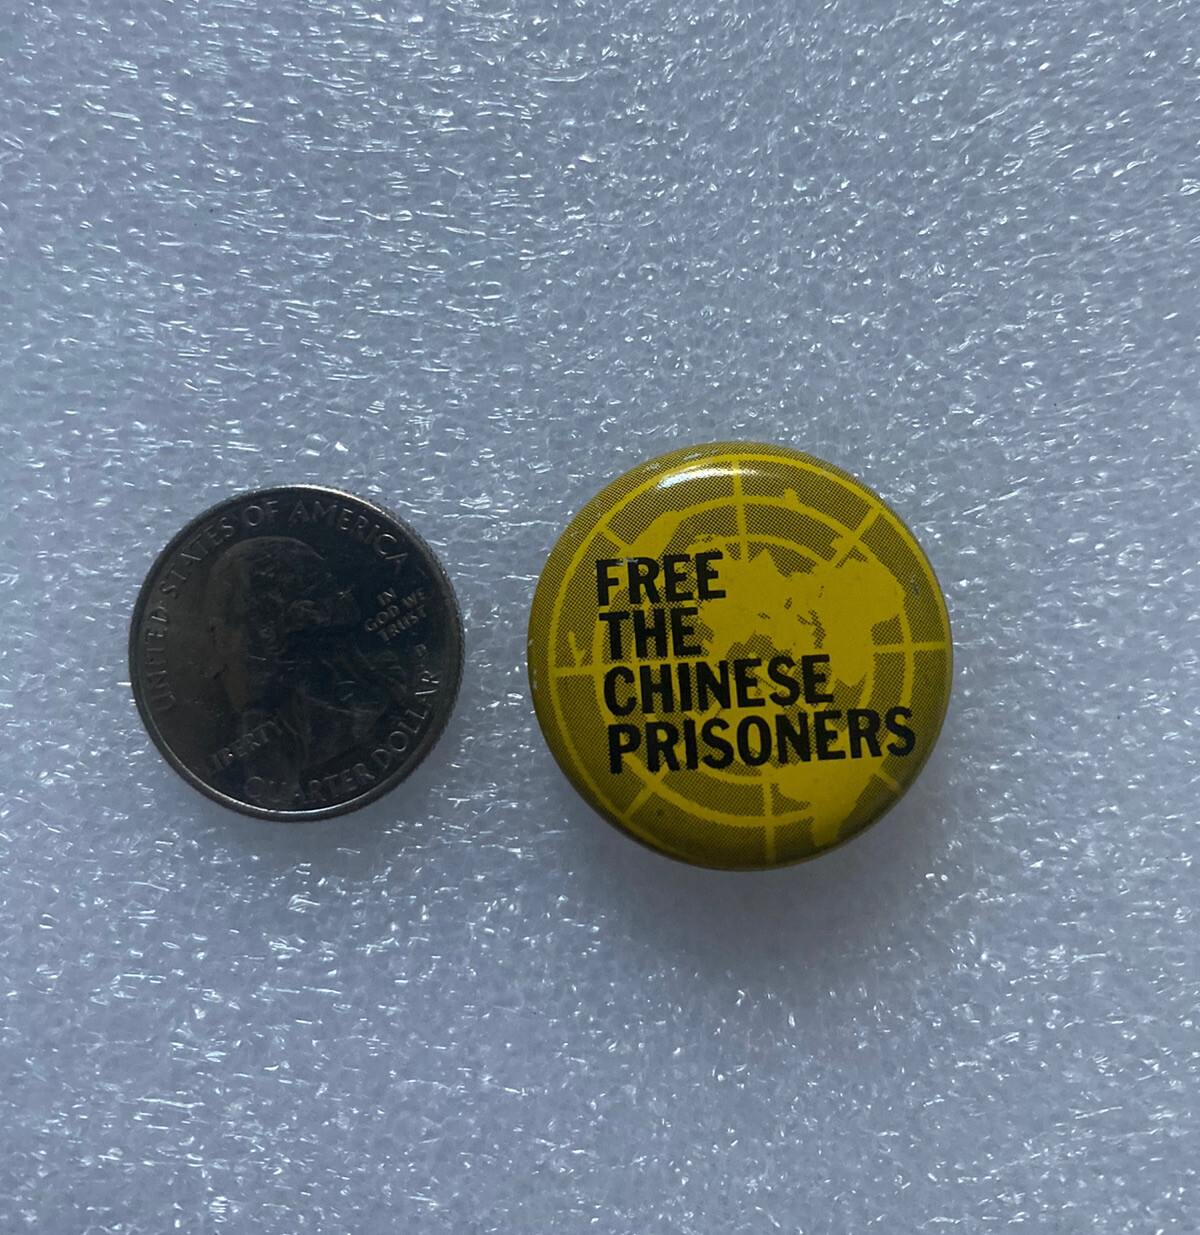 UNITED STATES OF AMERICA
IN
GOD WE
TRUST
LIBERTY
QUARTER DOLLAR
FREE
THE
CHINESE
PRISONERS